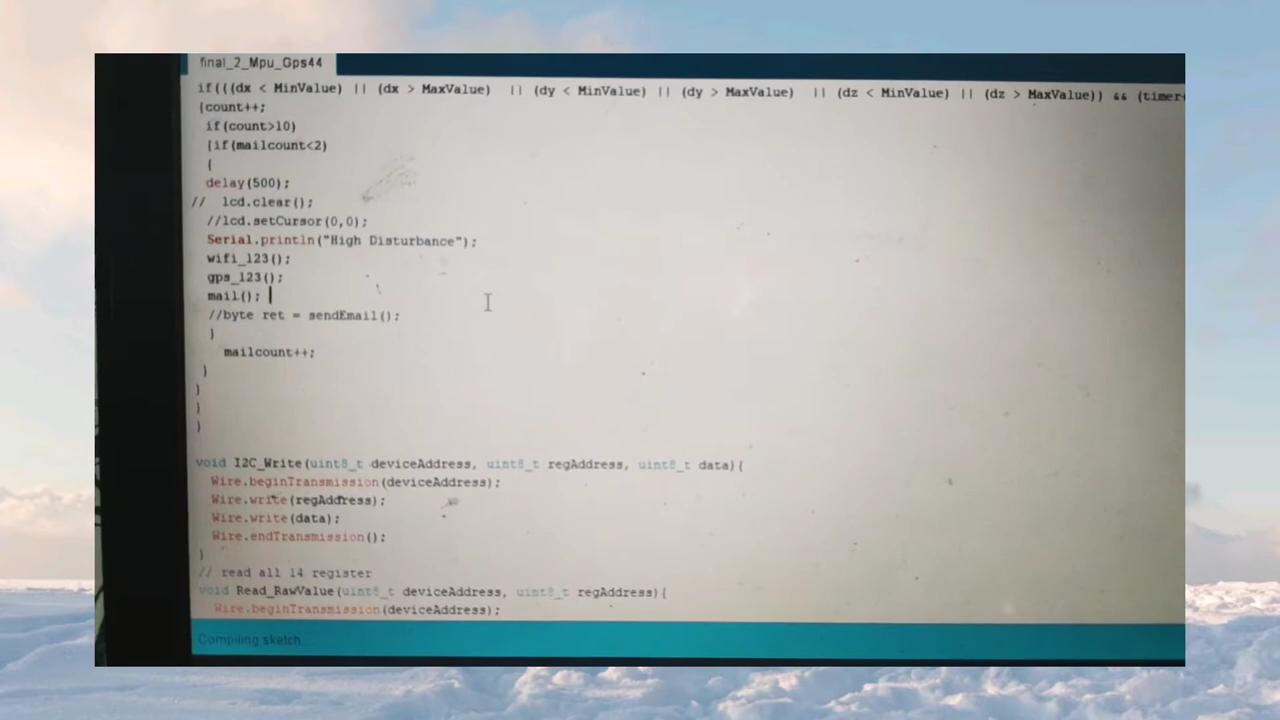 final_2_Mpu_Gps44
if(((dx < MinValue) || (dx > MaxValue)  || (dy < MinValue) || (dy > MaxValue)  || (dz < MinValue) || (dz > MaxValue)) && (timer
{count++;
if(count>10)
{if(mailcount<2)
{
delay(500);
//  lcd.clear();
//lcd.setCursor(0,0);
Serial.println("High Disturbance");
wifi_123();
gps_123();
mail();
//byte ret = sendEmail();
}
mailcount++;
}
}
}
}
void I2C_Write(uint8_t deviceAddress, uint8_t regAddress, uint8_t data){
Wire.beginTransmission(deviceAddress);
Wire.write(regAddress);
Wire.write(data);
Wire.endTransmission();
}
// read all 14 register
void Read_RawValue(uint8_t deviceAddress, uint8_t regAddress){
Wire.beginTransmission(deviceAddress);
Compiling sketch...